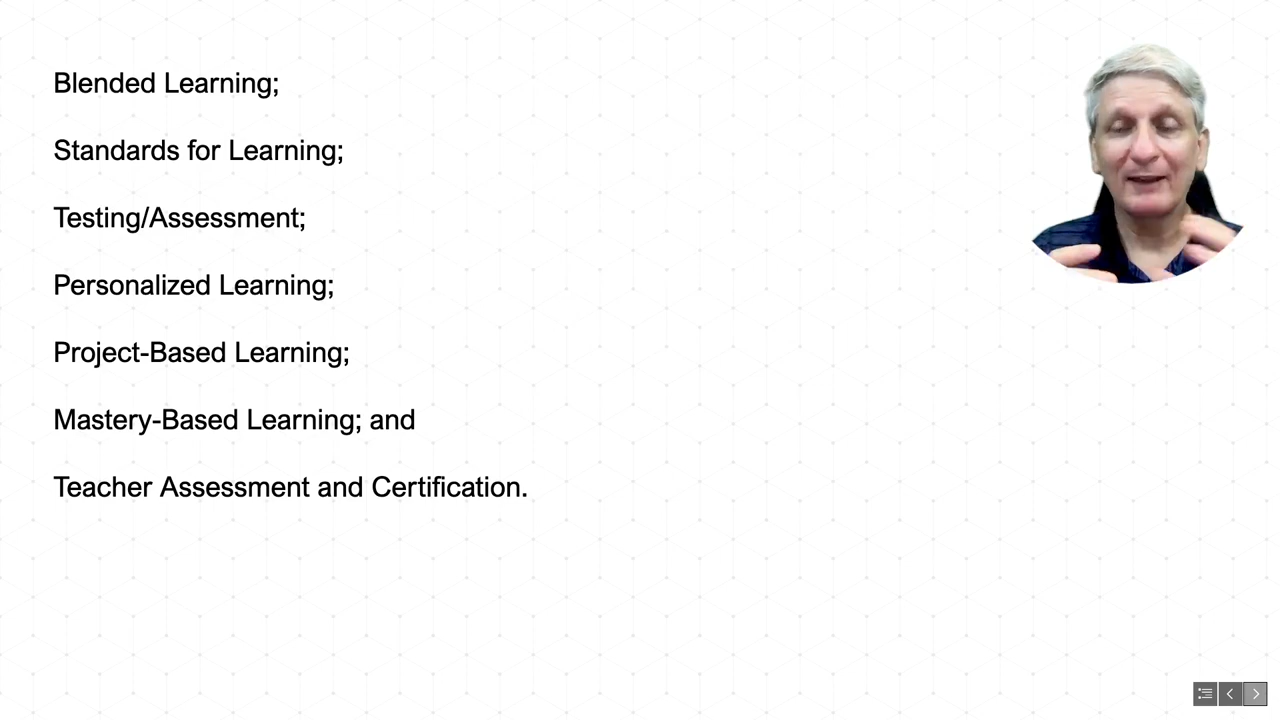 Blended Learning;
Standards for Learning;
Testing/Assessment;
Personalized Learning;
Project-Based Learning;
Mastery-Based Learning; and
Teacher Assessment and Certification.